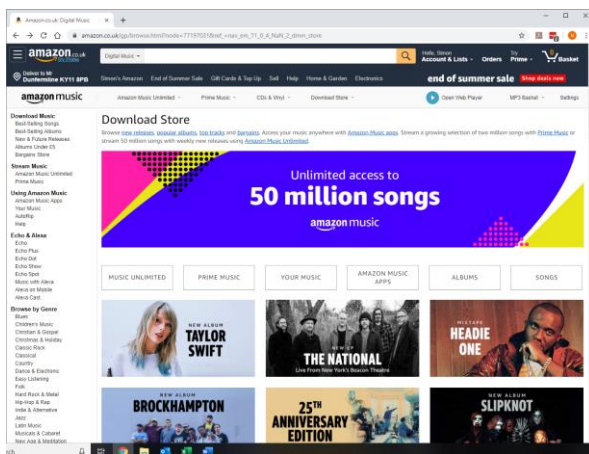 Amazon.co.uk: Digital Music
amazon.co.uk
Digital Music
Hello, Simon
Account & Lists
Orders
Try
Prime
Basket
Deliver to Mr
Dunfermline KY11 8PB
Simon's Amazon
End of Summer Sale
Gift Cards & Top Up
Sell
Help
Home & Garden
Electronics
end of summer sale
Shop deals now
amazon music
Amazon Music Unlimited
Prime Music
CDs & Vinyl
Download Store
Open Web Player
MP3 Basket
Settings
Download Music
Best-Selling Songs
Best-Selling Albums
New & Future Releases
Albums Under £5
Bargains Store
Stream Music
Amazon Music Unlimited
Prime Music
Using Amazon Music
Amazon Music Apps
Your Music
AutoRip
Help
Echo & Alexa
Echo
Echo Plus
Echo Dot
Echo Show
Echo Spot
Music with Alexa
Alexa on Mobile
Alexa Cast
Browse by Genre
Blues
Children's Music
Christian & Gospel
Christmas & Holiday
Classic Rock
Classical
Country
Dance & Electronic
Easy Listening
Folk
Hard Rock & Metal
Hip-Hop & Rap
Indie & Alternative
Jazz
Latin Music
Musicals & Cabaret
New Age & Meditation
Download Store
Browse new releases, popular albums, top tracks and bargains. Access your music anywhere with Amazon Music apps. Stream a growing selection of two million songs with Prime Music or
stream 50 million songs with weekly new releases using Amazon Music Unlimited.
Unlimited access to
50 million songs
amazon music
MUSIC UNLIMITED
PRIME MUSIC
YOUR MUSIC
AMAZON MUSIC
APPS
ALBUMS
SONGS
NEW ALBUM
TAYLOR
SWIFT
NEW EP
THE NATIONAL
Live From New York's Beacon Theatre
MIXTAPE
HEADIE
ONE
NEW ALBUM
BROCKHAMPTON
25TH
ANNIVERSARY
EDITION
NEW ALBUM
SLIPKNOT